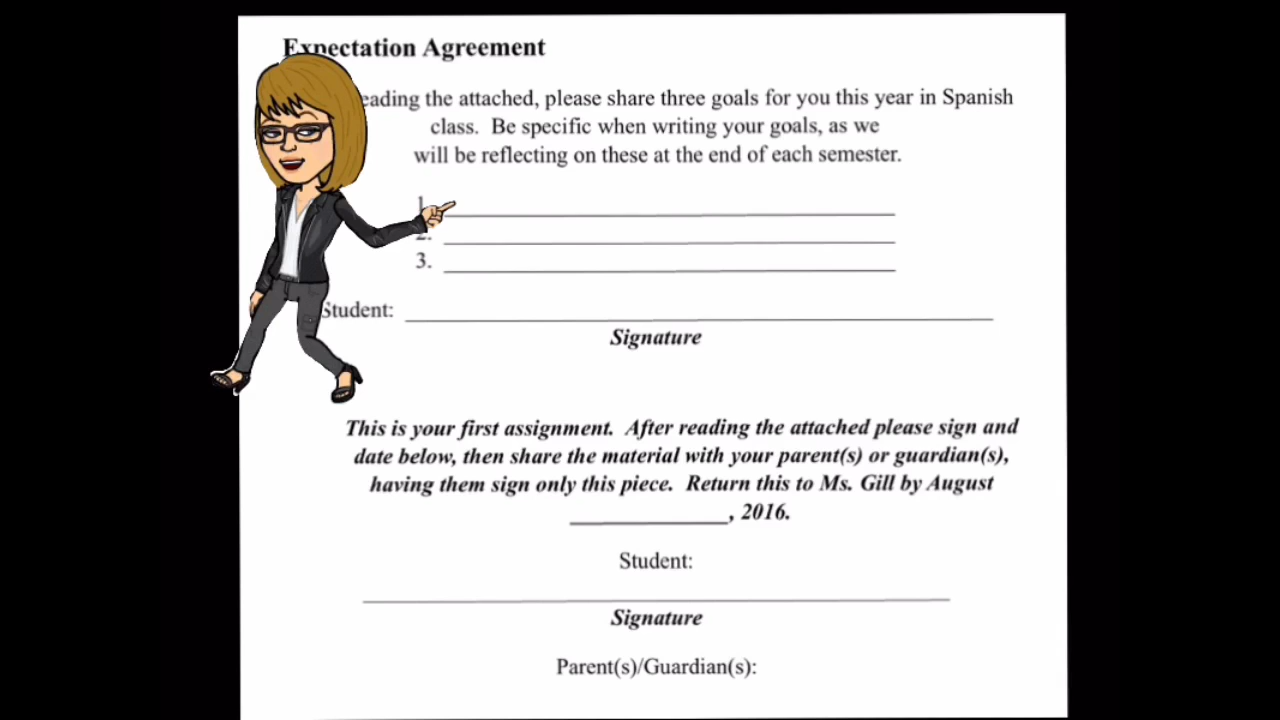 Expectation Agreement
eading the attached, please share three goals for you this year in Spanish
class. Be specific when writing your goals, as we
will be reflecting on these at the end of each semester.
2.
3.
Student:
Signature
This is your first assignment. After reading the attached please sign and
date below, then share the material with your parent(s) or guardian(s),
having them sign only this piece. Return this to Ms. Gill by August
, 2016.
Student:
Signature
Parent(s)/Guardian(s):